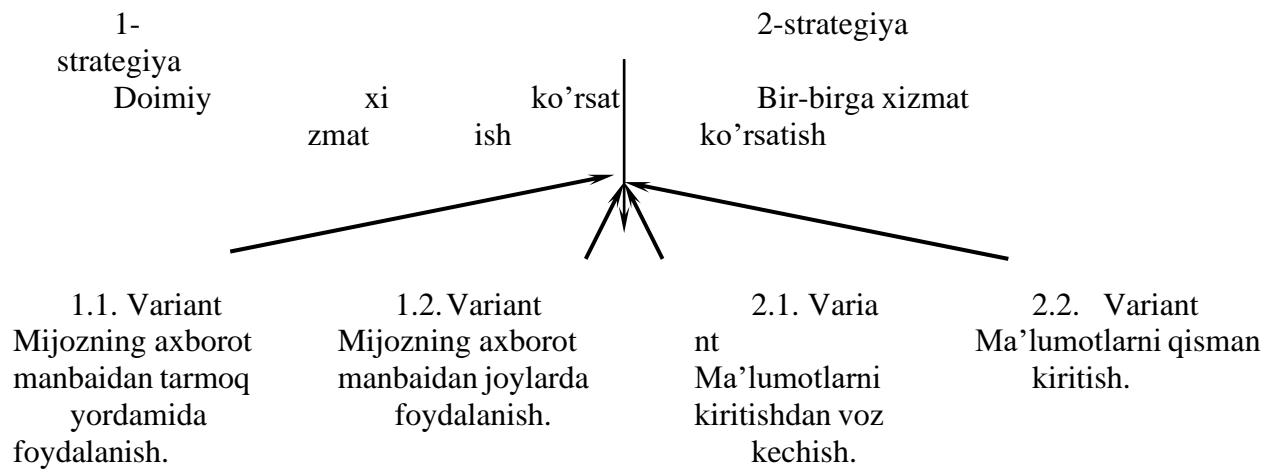 1-
strategiya
Doimiy xi ko’rsat
zmat ish
2-strategiya
Bir-birga xizmat
ko’rsatish
1.1. Variant
Mijozning axborot
manbaidan tarmoq
yordamida
foydalanish.
1.2. Variant
Mijozning axborot
manbaidan joylarda
foydalanish.
2.1. Varia
nt
Ma’lumotlarni
kiritishdan voz
kechish.
2.2. Variant
Ma’lumotlarni qisman
kiritish.